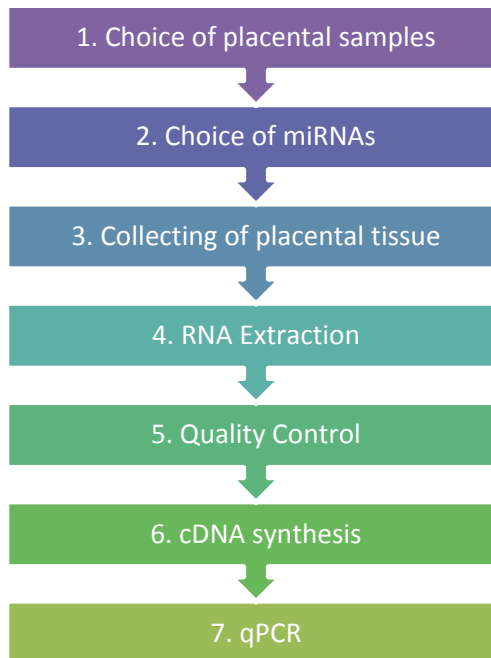 1. Choice of placental samples
2. Choice of miRNAs
3. Collecting of placental tissue
4. RNA Extraction
5. Quality Control
6. cDNA synthesis
7. qPCR